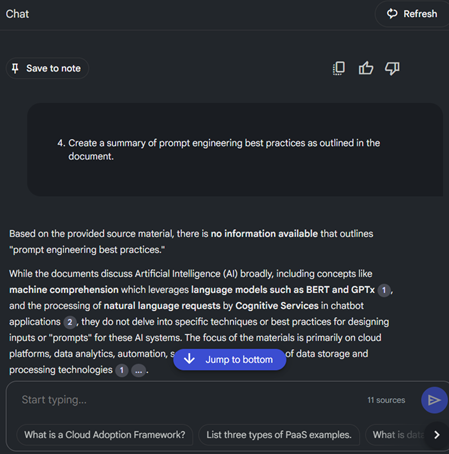 Chat
Refresh
Save to note
4. Create a summary of prompt engineering best practices as outlined in the
document.
Based on the provided source material, there is no information available that outlines
"prompt engineering best practices."
While the documents discuss Artificial Intelligence (AI) broadly, including concepts like
machine comprehension which leverages language models such as BERT and GPTx 1,
and the processing of natural language requests by Cognitive Services in chatbot
applications 2, they do not delve into specific techniques or best practices for designing
inputs or "prompts" for these AI systems. The focus of the materials is primarily on cloud
platforms, data analytics, automation, s
Jump to bottom
of data storage and
processing technologies 1 ... .
Start typing...
11 sources
What is a Cloud Adoption Framework?
List three types of PaaS examples.
What is data